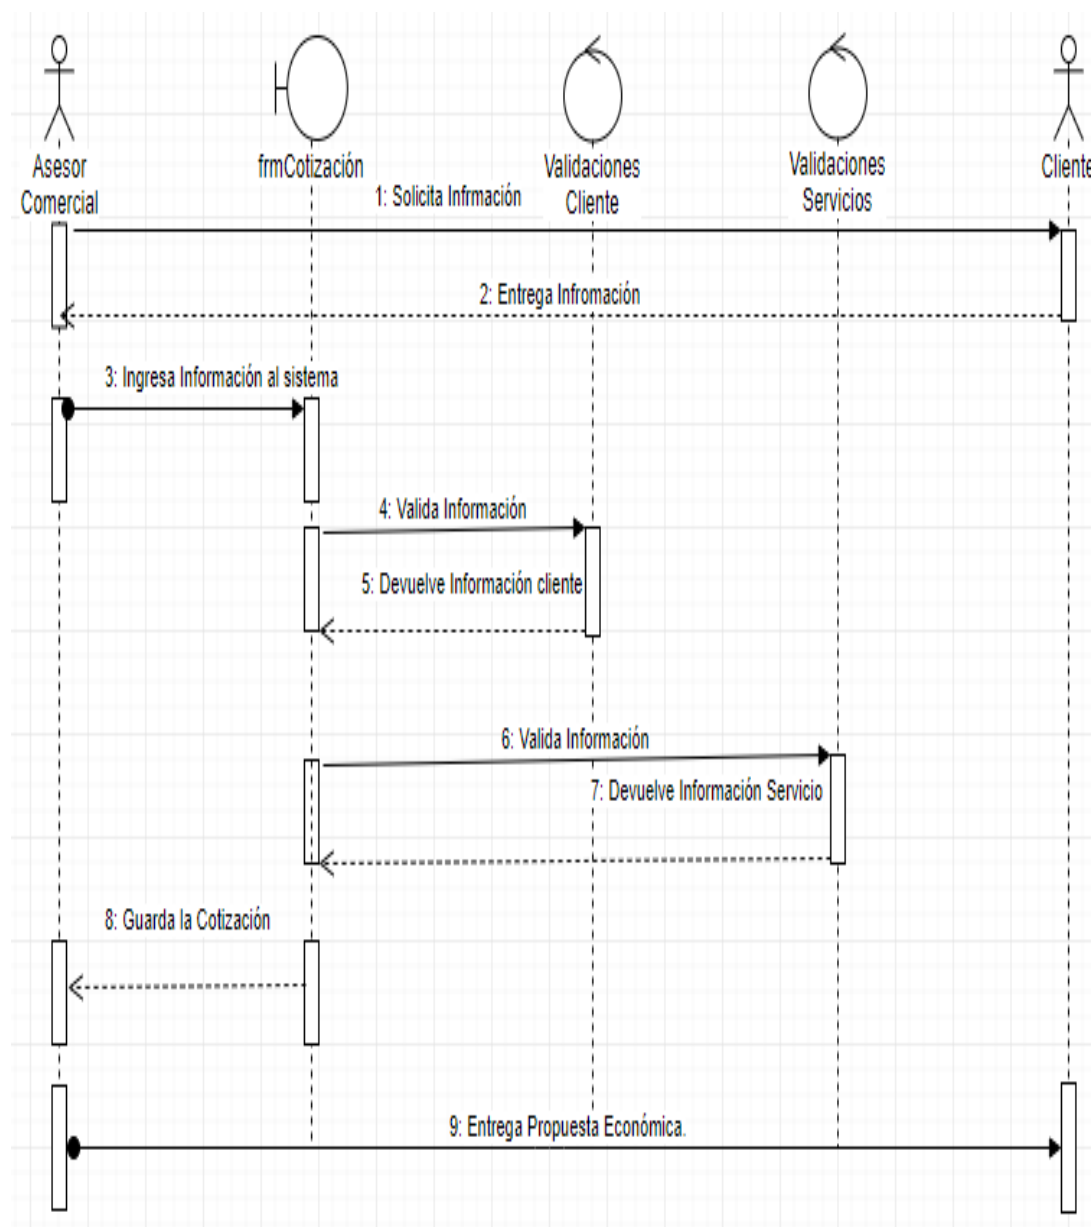 Asesor
Comercial
frmCotización
Validaciones
Cliente
Validaciones
Servicios
Cliente
1: Solicita Infrmación
2: Entrega Infromación
3: Ingresa Información al sistema
4: Valida Información
5: Devuelve Información cliente
6: Valida Información
7: Devuelve Información Servicio
8: Guarda la Cotización
9: Entrega Propuesta Económica.